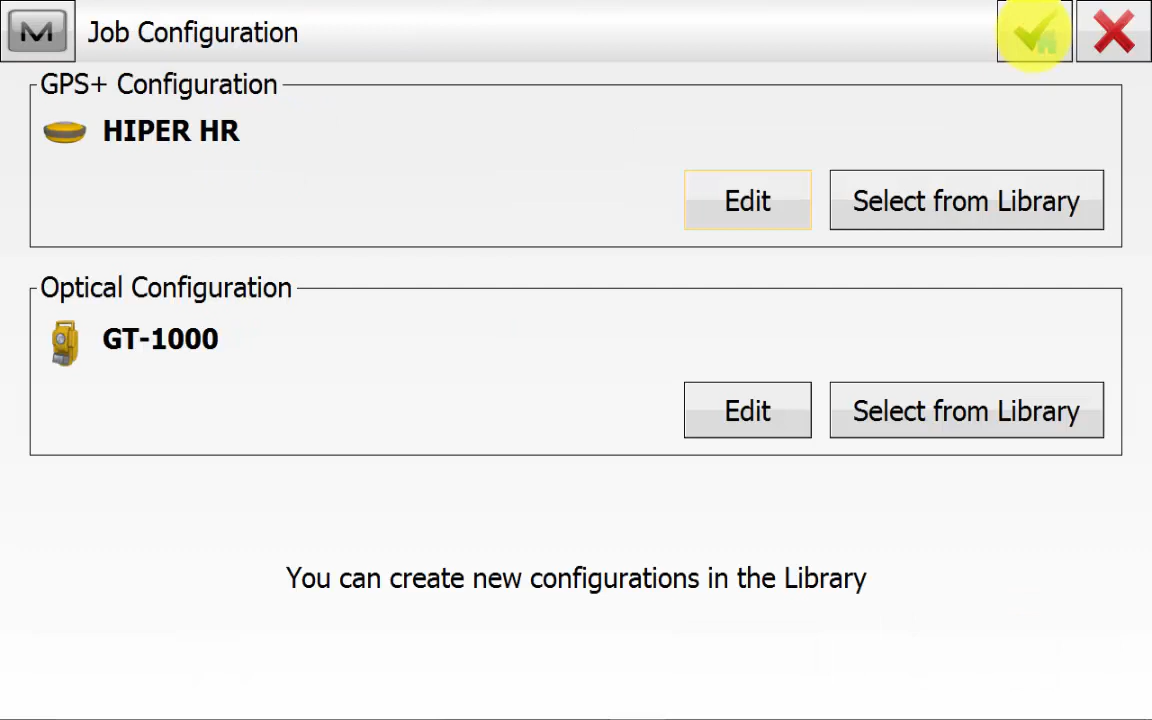 M
Job Configuration
GPS+ Configuration
HIPER HR
Edit
Select from Library
Optical Configuration
GT-1000
Edit
Select from Library
You can create new configurations in the Library